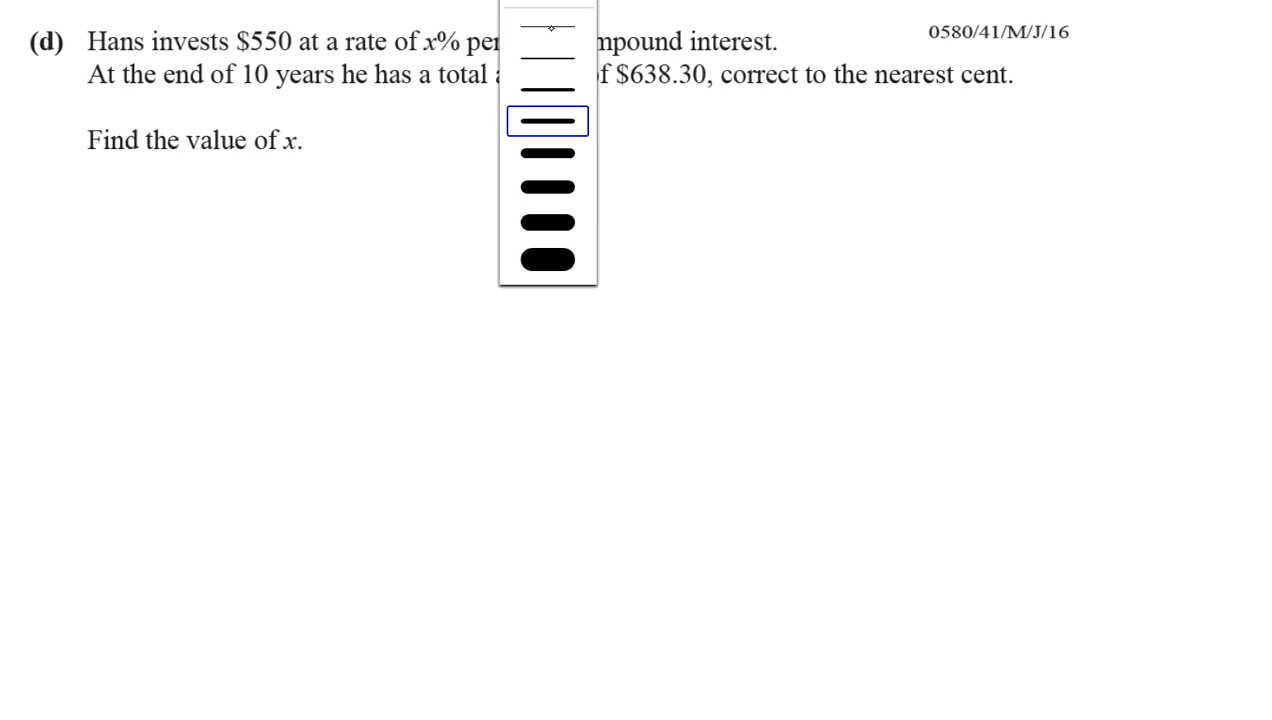 (d) Hans invests $550 at a rate of x% per mpound interest.
0580/41/M/J/16
At the end of 10 years he has a total f $638.30, correct to the nearest cent.
Find the value of x.